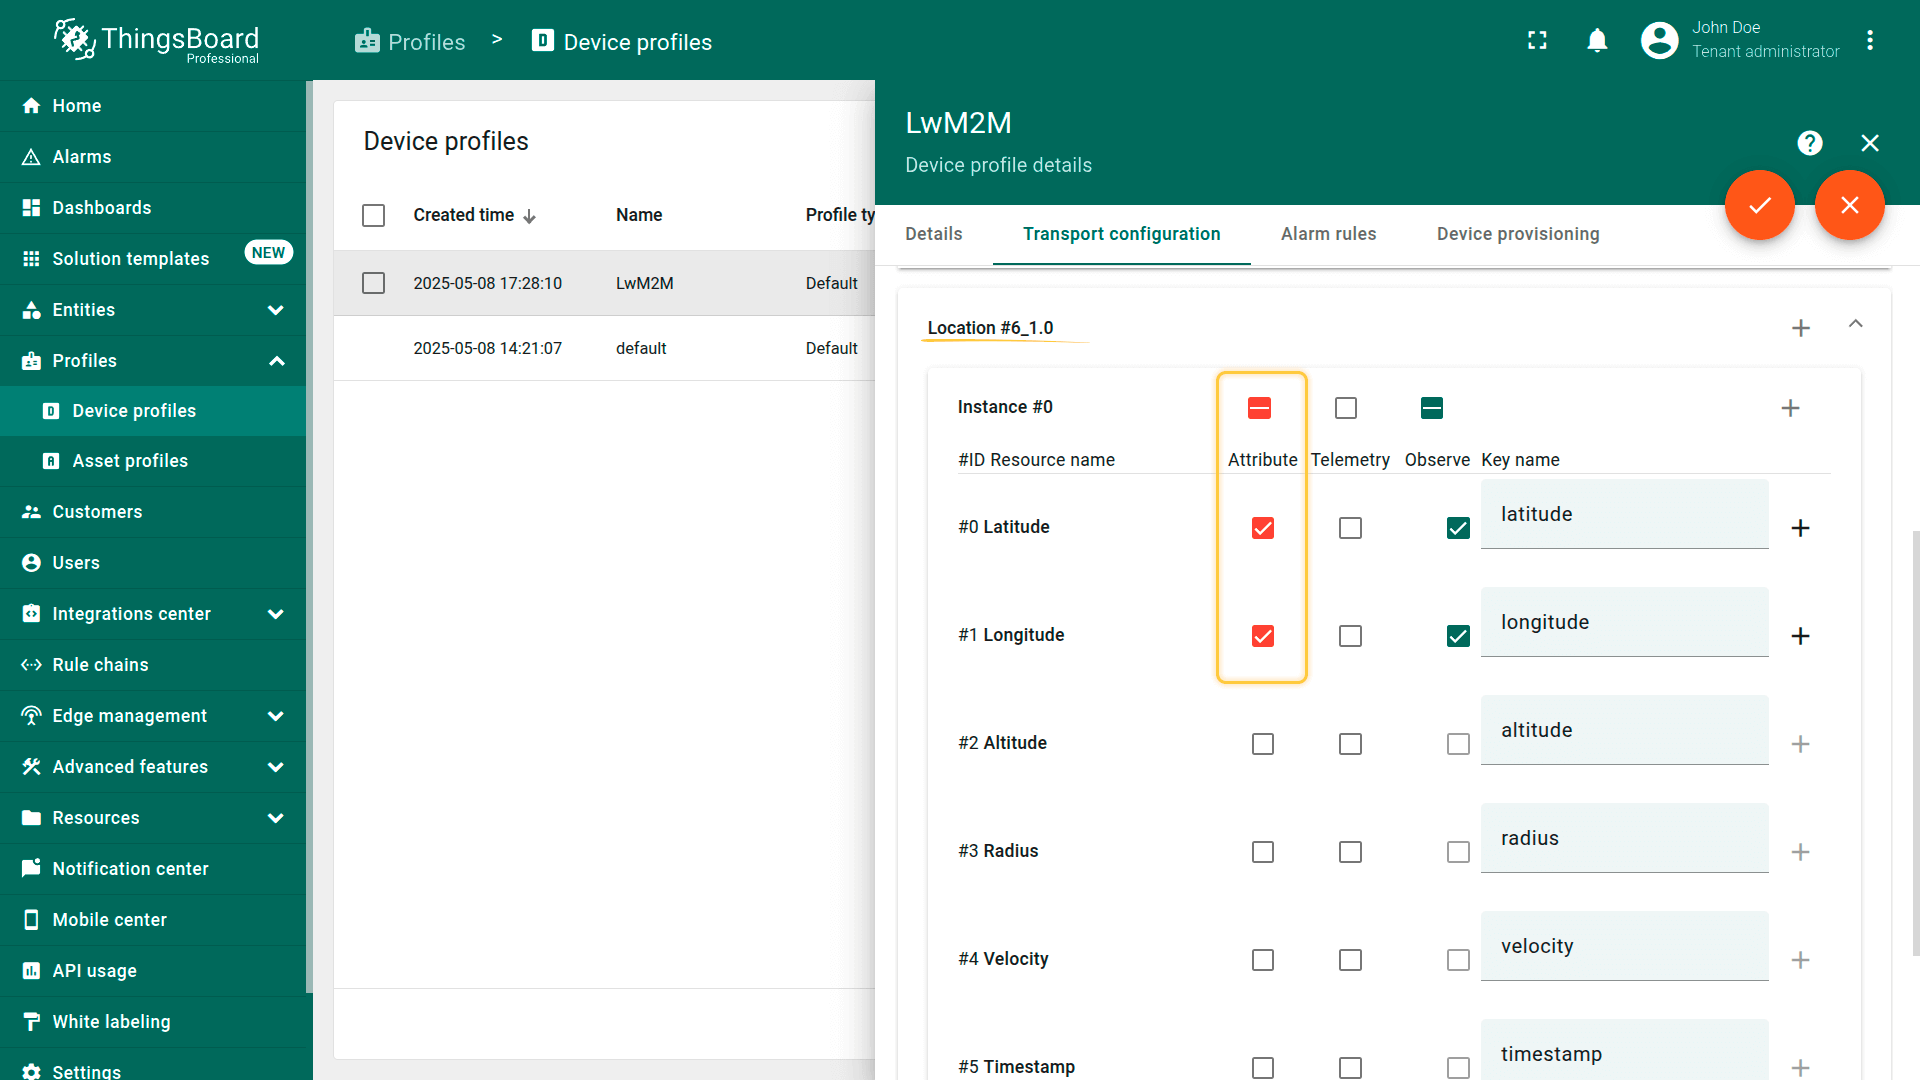 ThingsBoard
Professional
Profiles > Device profiles
John Doe
Tenant administrator
Home
Alarms
Dashboards
Solution templates NEW
Entities
Profiles
Device profiles
Asset profiles
Customers
Users
Integrations center
Rule chains
Edge management
Advanced features
Resources
Notification center
Mobile center
API usage
White labeling
Settings
Device profiles
Created time Name Profile ty
2025-05-08 17:28:10 LwM2M Default
2025-05-08 14:21:07 default Default
LwM2M
Device profile details
Details Transport configuration Alarm rules Device provisioning
Location #6_1.0
Instance #0
#ID Resource name Attribute Telemetry Observe Key name
#0 Latitude latitude
#1 Longitude longitude
#2 Altitude altitude
#3 Radius radius
#4 Velocity velocity
#5 Timestamp timestamp